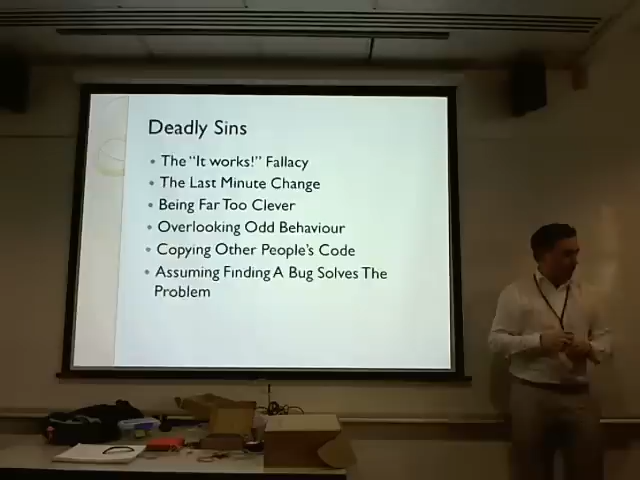 Deadly Sins
• The "It works!" Fallacy
• The Last Minute Change
• Being Far Too Clever
• Overlooking Odd Behaviour
• Copying Other People's Code
• Assuming Finding A Bug Solves The
Problem